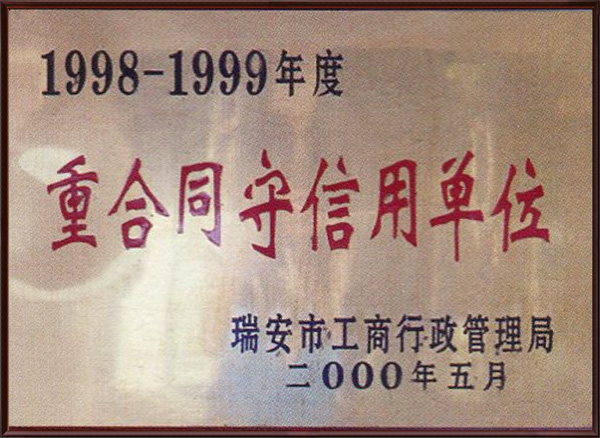 1998-1999年度
重合同守信用单位
瑞安市工商行政管理局
二000年五月